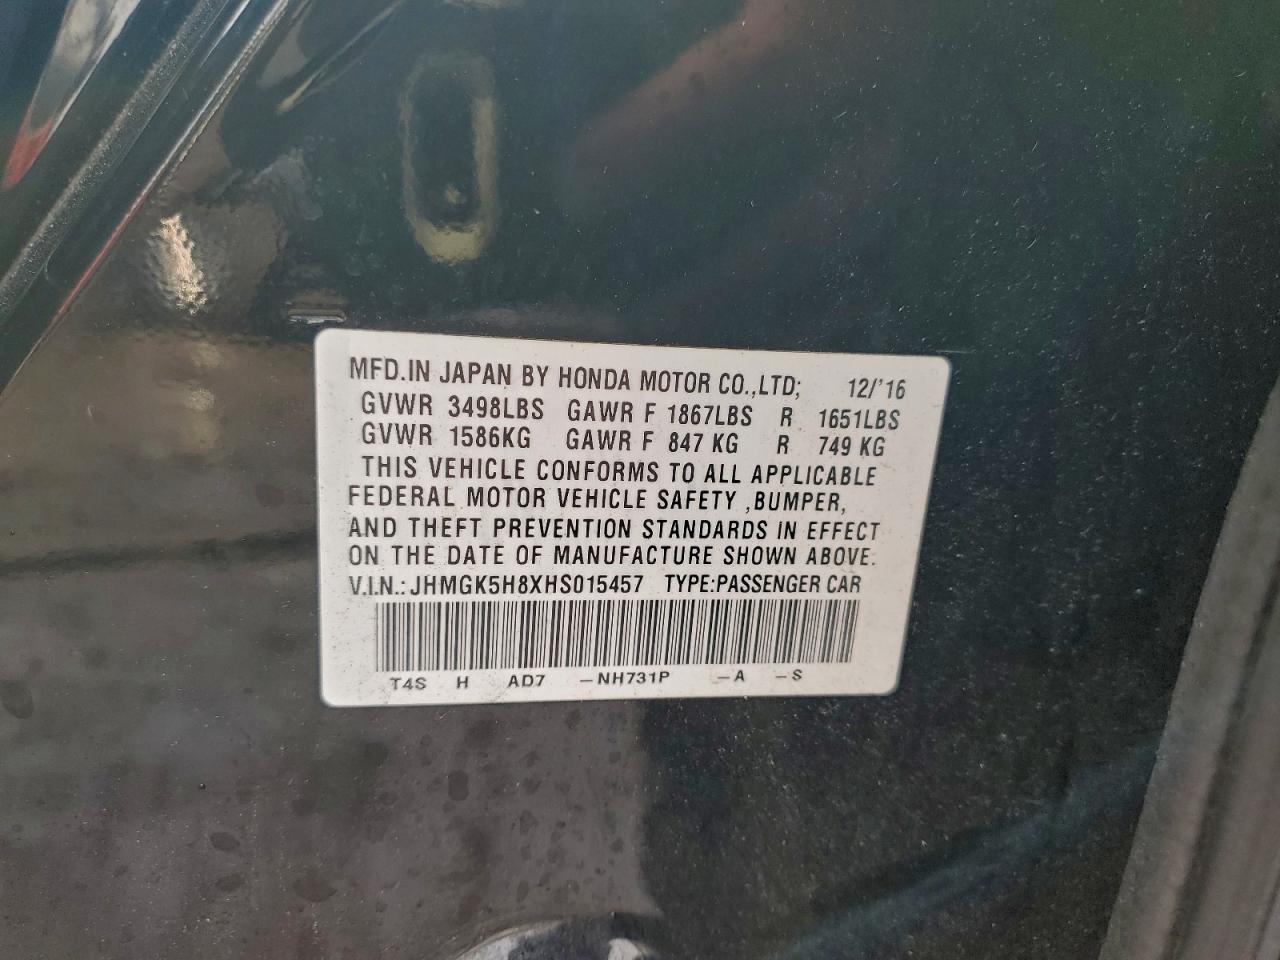 MFD.IN JAPAN BY HONDA MOTOR CO.,LTD; 12/'16
GVWR 3498LBS GAWR F 1867LBS R 1651LBS
GVWR 1586KG GAWR F 847 KG R 749 KG
THIS VEHICLE CONFORMS TO ALL APPLICABLE
FEDERAL MOTOR VEHICLE SAFETY ,BUMPER,
AND THEFT PREVENTION STANDARDS IN EFFECT
ON THE DATE OF MANUFACTURE SHOWN ABOVE.
V.I.N.: JHMGK5H8XHS015457 TYPE:PASSENGER CAR
T4S H AD7 –NH731P –A –S